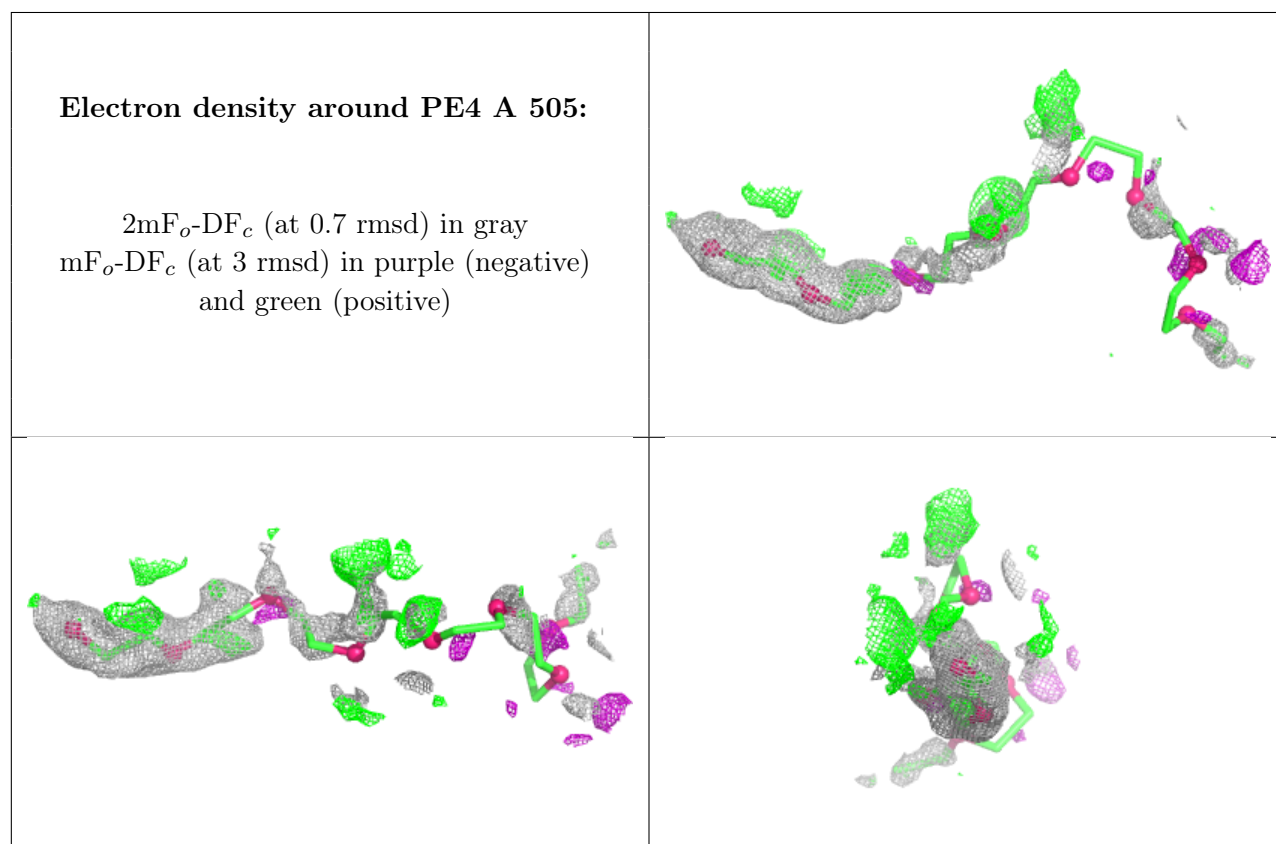 Electron density around PE4 A 505:
2mFo-DFc (at 0.7 rmsd) in gray
mFo-DFc (at 3 rmsd) in purple (negative)
and green (positive)